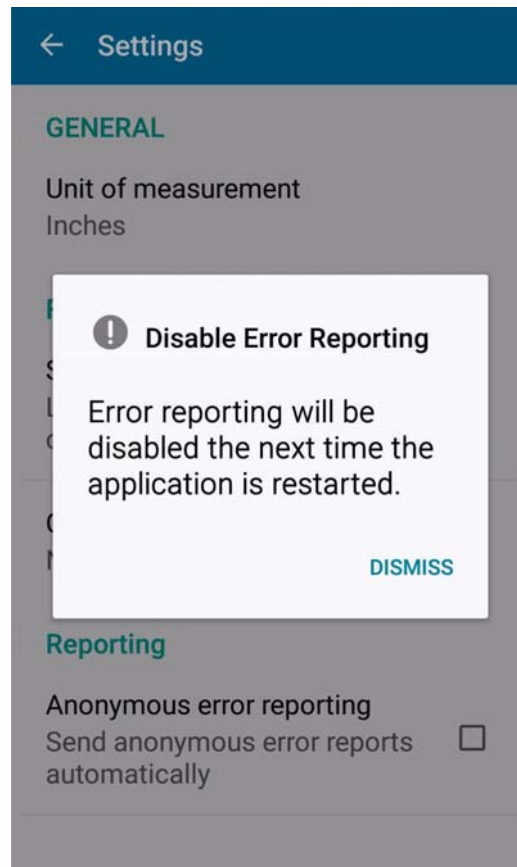 Settings
GENERAL
Unit of measurement
Inches
Disable Error Reporting
Error reporting will be
disabled the next time the
application is restarted.
DISMISS
Reporting
Anonymous error reporting
Send anonymous error reports
automatically